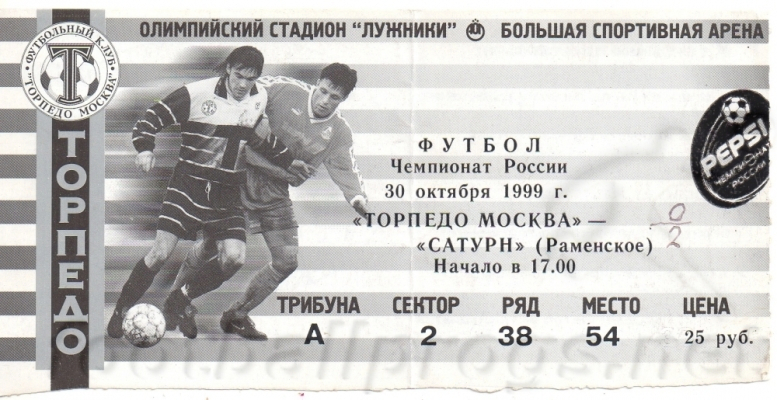 ОЛИМПИЙСКИЙ СТАДИОН "ЛУЖНИКИ" БОЛЬШАЯ СПОРТИВНАЯ АРЕНА
ФУТБОЛЬНЫЙ КЛУБ
"ТОРПЕДО МОСКВА"
Т
ТОРПЕДО
PEPSI
ЧЕМПИОНАТ
РОССИИ
ФУТБОЛ
Чемпионат России
30 октября 1999 г.
«ТОРПЕДО МОСКВА» —
«САТУРН» (Раменское)
0/2
Начало в 17.00
ТРИБУНА СЕКТОР РЯД МЕСТО ЦЕНА
А 2 38 54 25 руб.
footballprogs.net